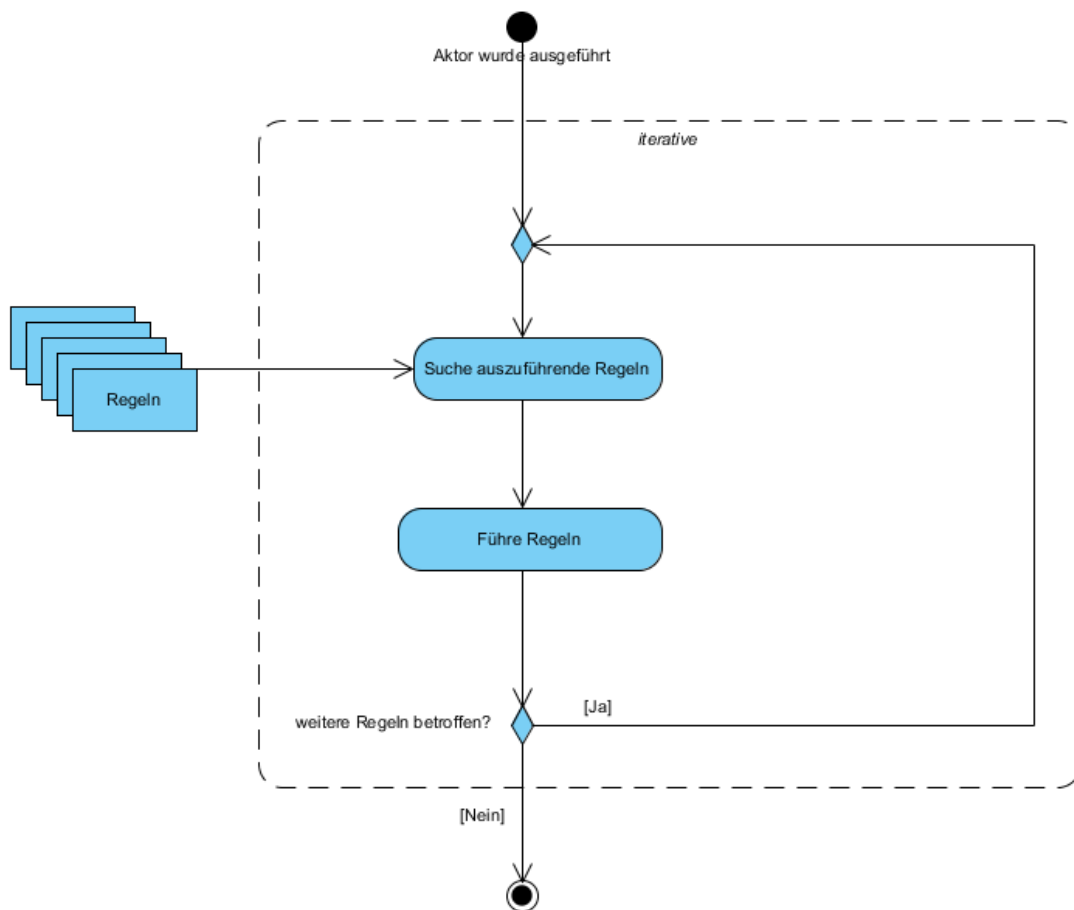 Aktor wurde ausgeführt
iterative
Suche auszuführende Regeln
Regeln
Führe Regeln
weitere Regeln betroffen?
[Ja]
[Nein]